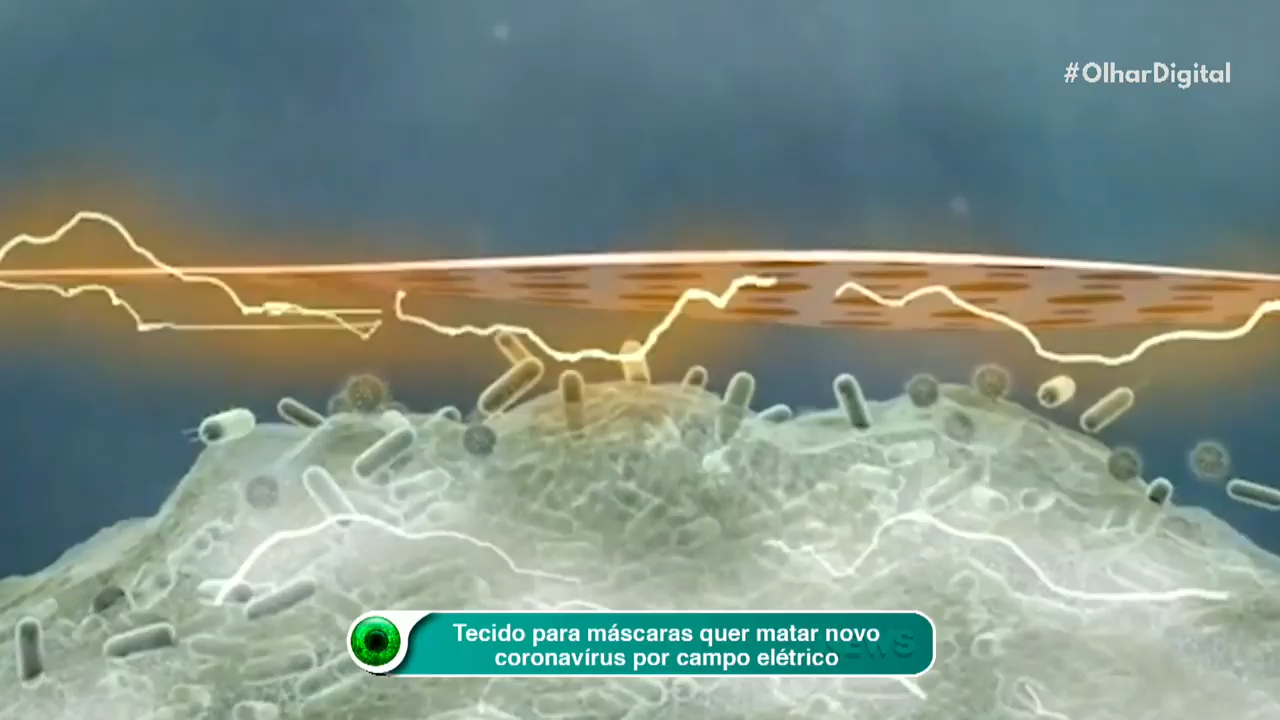 #OlharDigital
Tecido para máscaras quer matar novo
coronavírus por campo elétrico